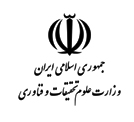 جمهوری اسلامی ایران
وزارت علوم تحقیقات و فناوری